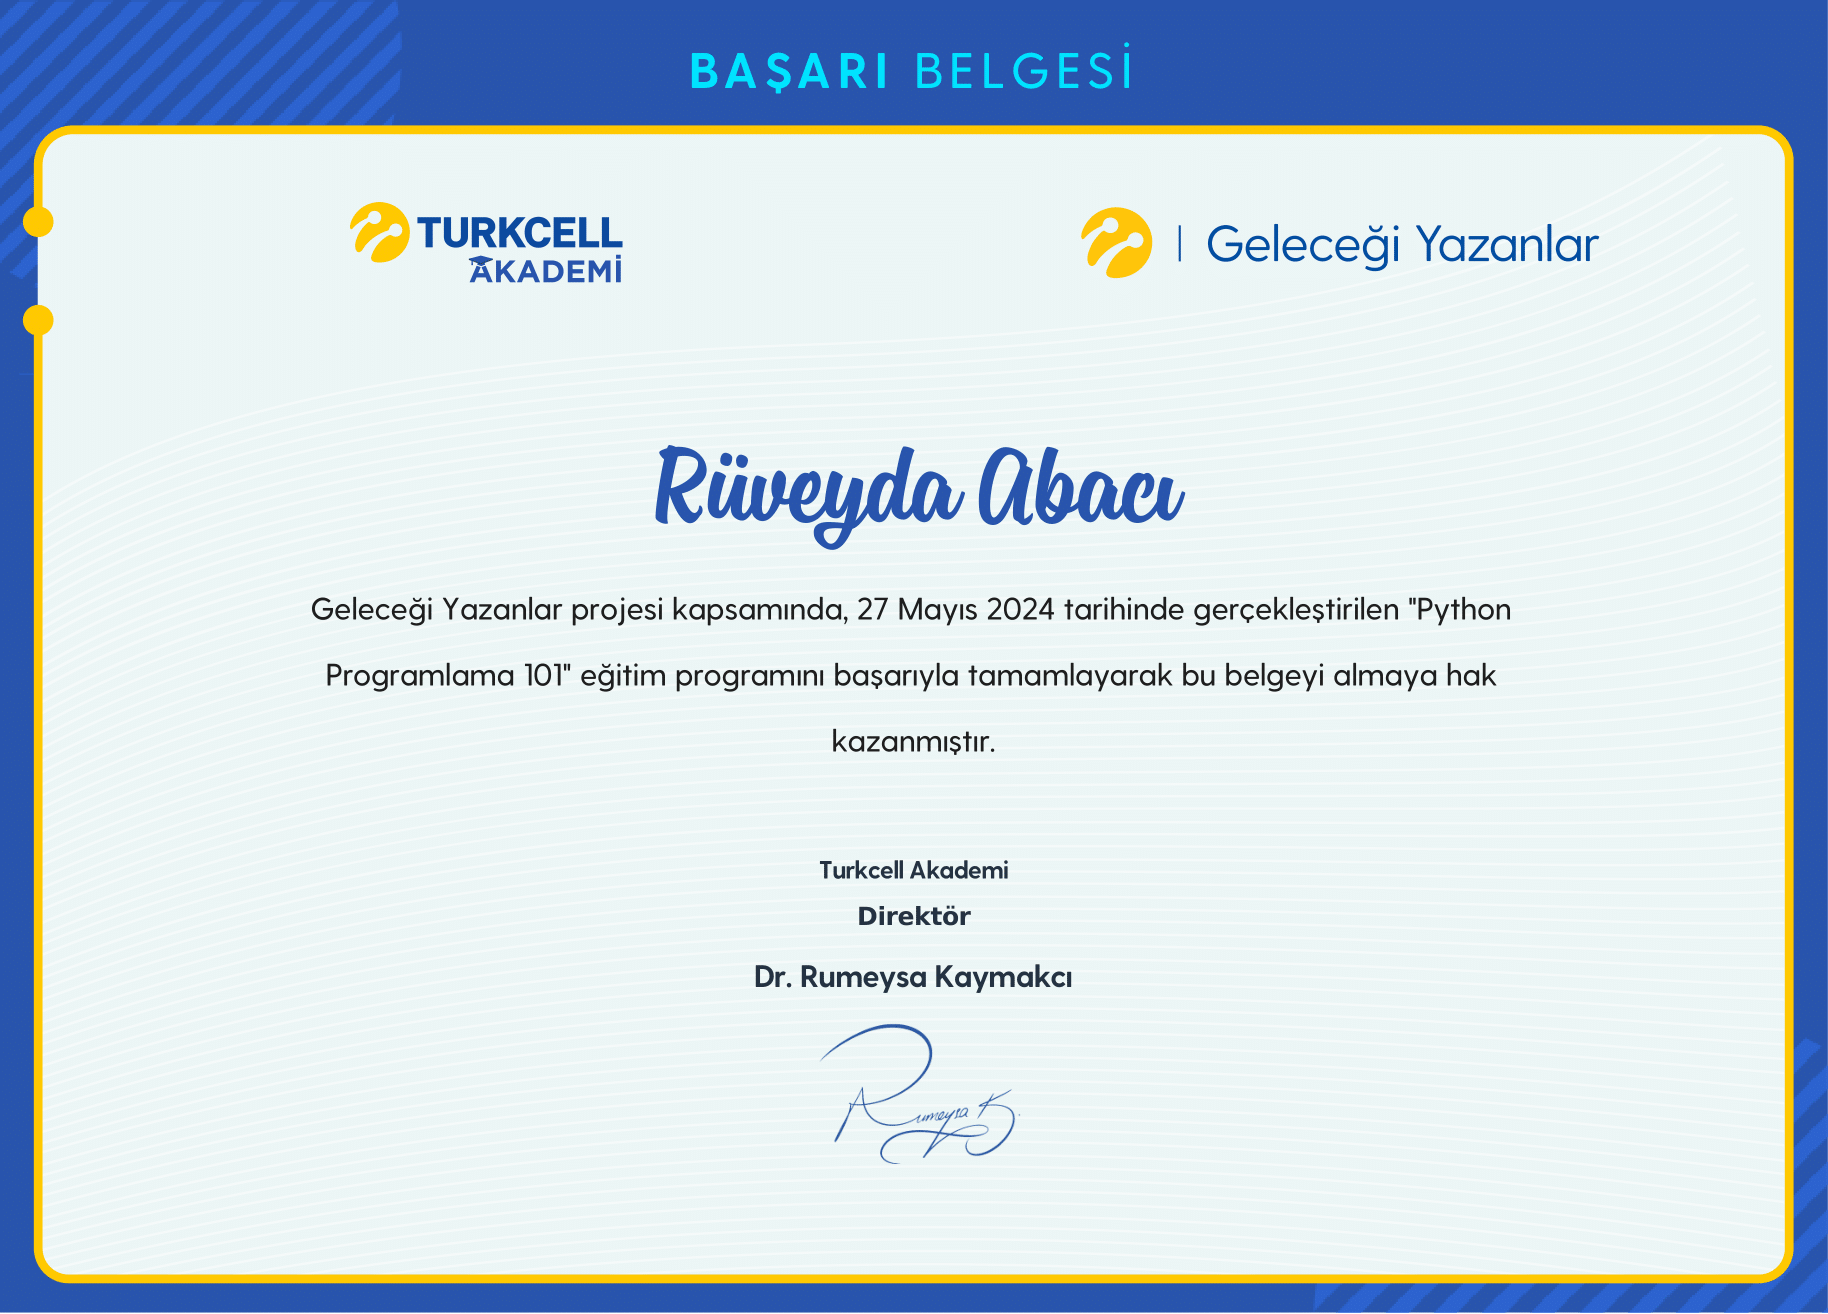 BAŞARI BELGESİ
TURKCELL
AKADEMİ
Geleceği Yazanlar
Rüveyda Abacı
Geleceği Yazanlar projesi kapsamında, 27 Mayıs 2024 tarihinde gerçekleştirilen "Python
Programlama 101" eğitim programını başarıyla tamamlayarak bu belgeyi almaya hak
kazanmıştır.
Turkcell Akademi
Direktör
Dr. Rumeysa Kaymakcı
Rumeysa K.